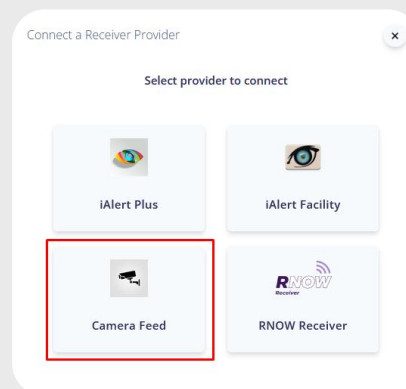 Connect a Receiver Provider
×
Select provider to connect
iAlert Plus
iAlert Facility
Camera Feed
RNOW
Receiver
RNOW Receiver